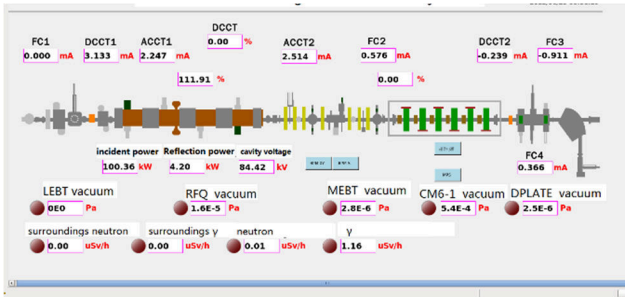 DCCT
0.00 %
FC1 DCCT1 ACCT1 ACCT2 FC2 DCCT2 FC3
0.000 mA 3.133 mA 2.247 mA 2.514 mA 0.576 mA -0.239 mA -0.911 mA
111.91 % 0.00 %
incident power Reflection power cavity voltage
100.36 kW 4.20 kW 84.42 kV
FC4
0.366 mA
LEBT vacuum RFQ vacuum MEBT vacuum CM6-1 vacuum DPLATE vacuum
0E0 Pa 1.6E-5 Pa 2.8E-6 Pa 5.4E-4 Pa 2.5E-6 Pa
surroundings neutron surroundings γ neutron γ
0.00 uSv/h 0.00 uSv/h 0.01 uSv/h 1.16 uSv/h